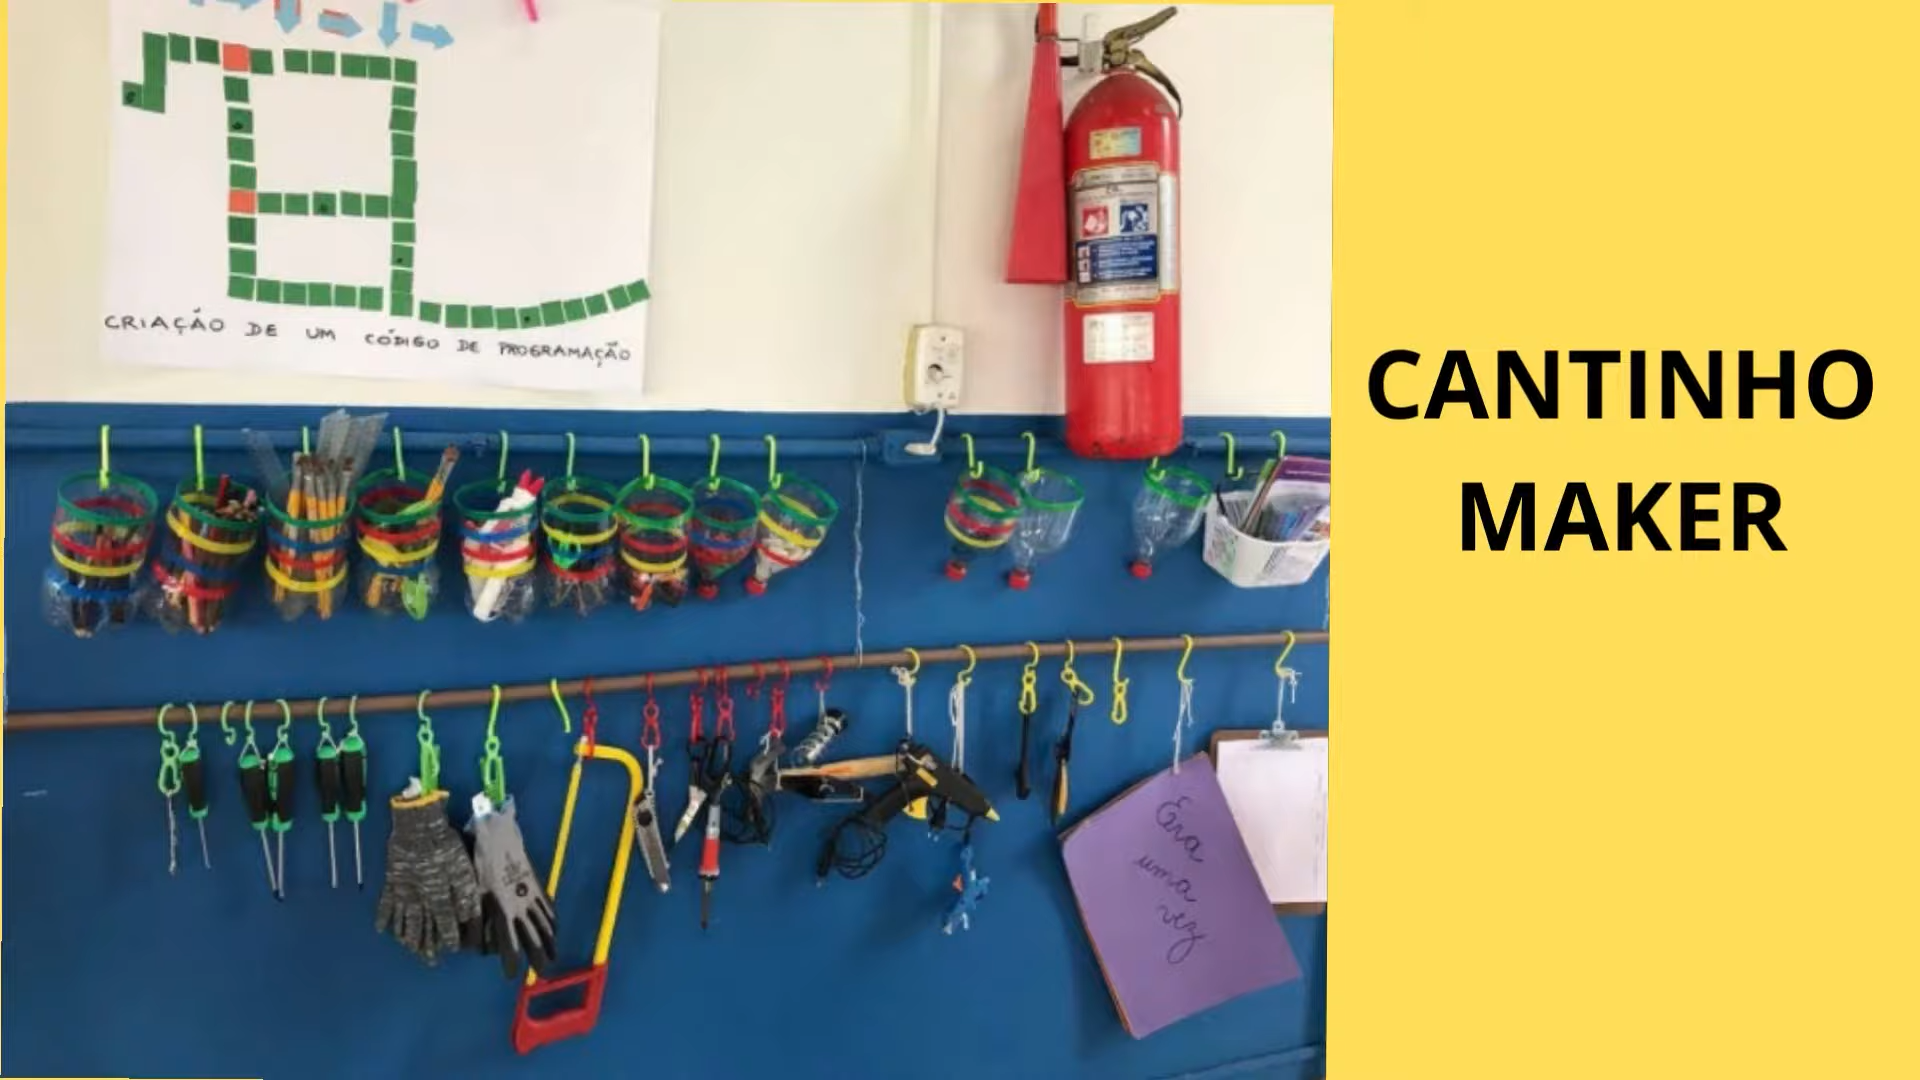 CRIAÇÃO DE UM CÓDIGO DE PROGRAMAÇÃO
CANTINHO
MAKER
Era
uma
vez